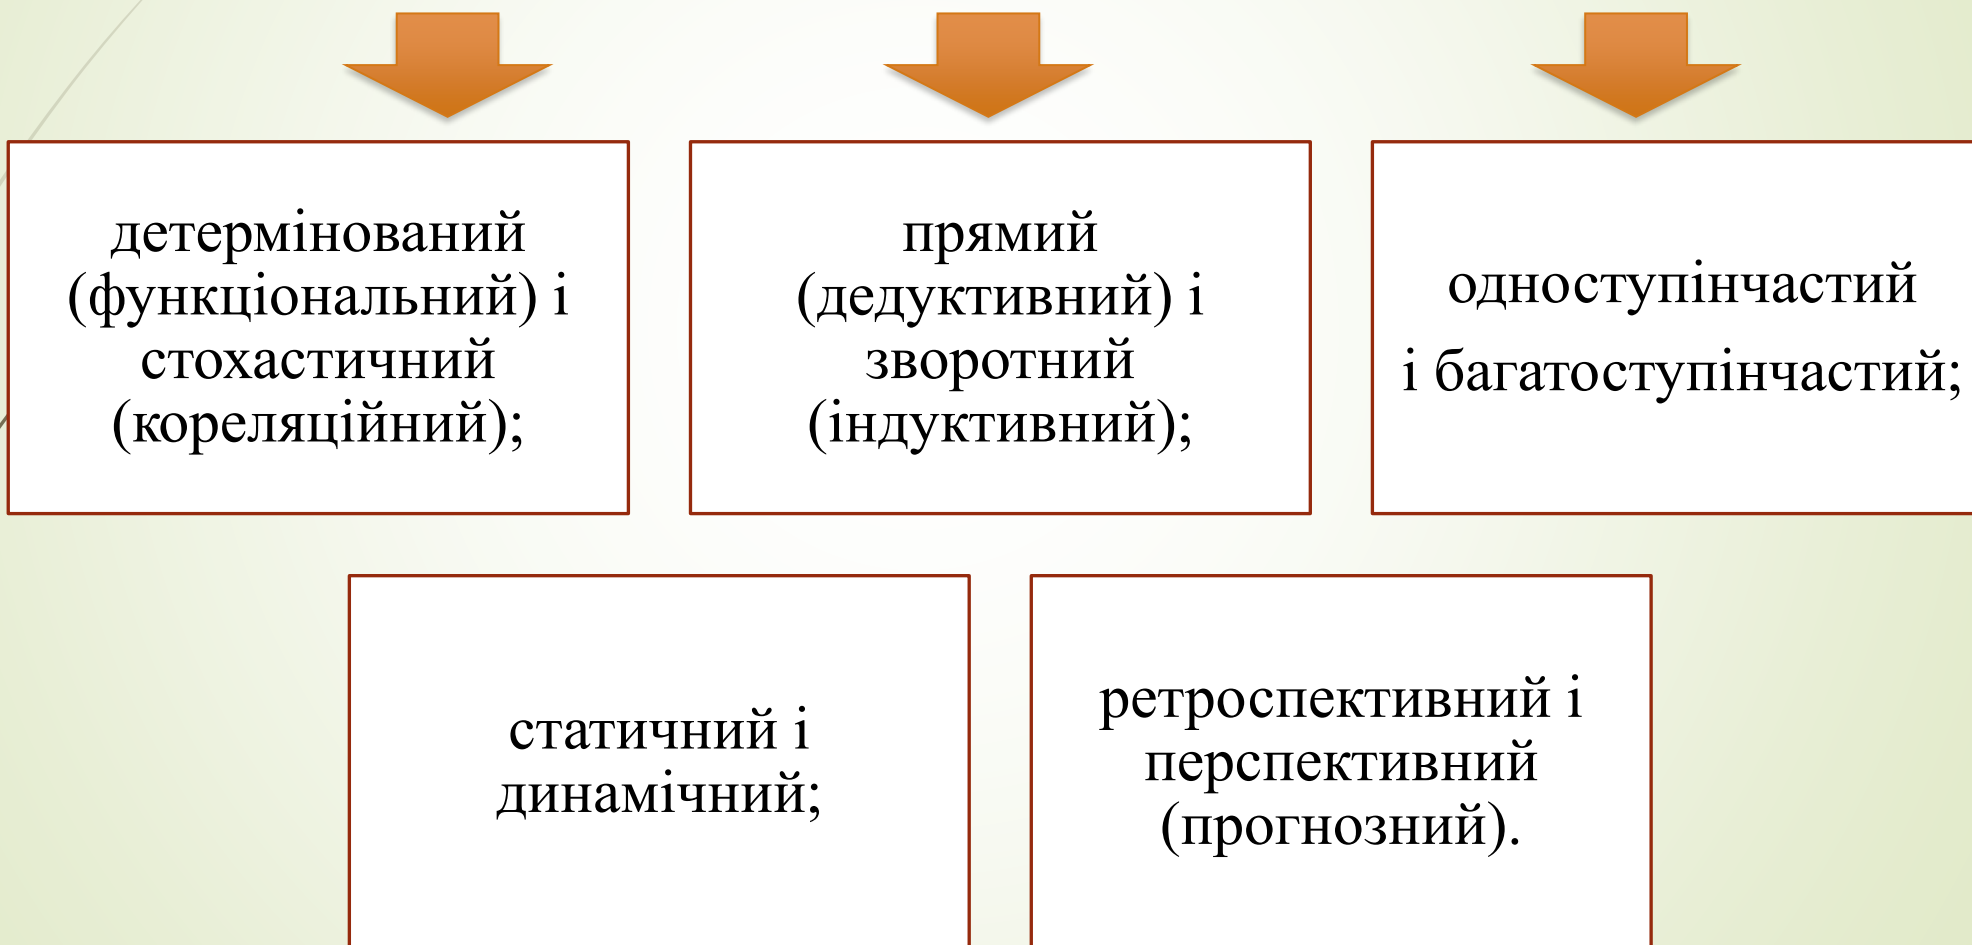 детермінований
(функціональний) і
стохастичний
(кореляційний);
прямий
(дедуктивний) і
зворотний
(індуктивний);
одноступінчастий
і багатоступінчастий;
статичний і
динамічний;
ретроспективний і
перспективний
(прогнозний).